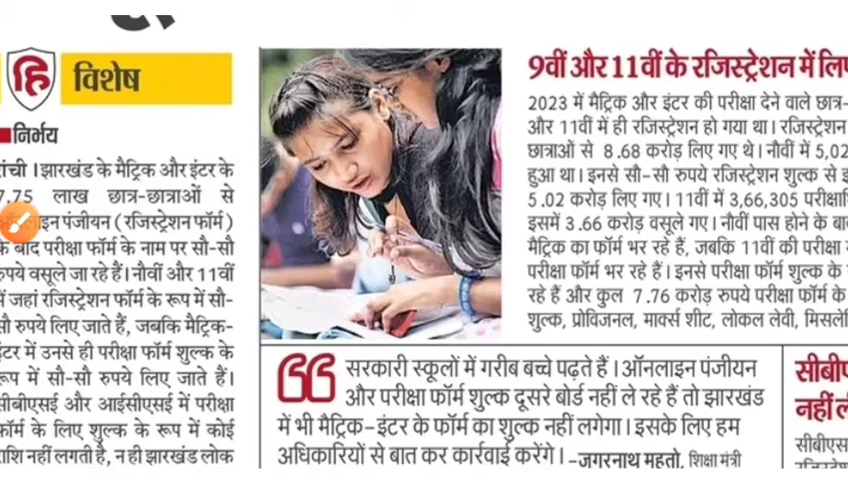 हि
विशेष
निर्भय
रांची । झारखंड के मैट्रिक और इंटर के
7.75 लाख छात्र-छात्राओं से
पंजीयन (रजिस्ट्रेशन फॉर्म)
के बाद परीक्षा फॉर्म के नाम पर सौ-सौ
रुपये वसूले जा रहे हैं। नौवीं और 11वीं
में जहां रजिस्ट्रेशन फॉर्म के रूप में सौ-
सौ रुपये लिए जाते हैं, जबकि मैट्रिक-
इंटर में उनसे ही परीक्षा फॉर्म शुल्क के
रूप में सौ-सौ रुपये लिए जाते हैं।
सीबीएसई और आईसीएसई में परीक्षा
फॉर्म के लिए शुल्क के रूप में कोई
राशि नहीं लगती है, न ही झारखंड लोक
9वीं और 11वीं के रजिस्ट्रेशन में
2023 में मैट्रिक और इंटर की परीक्षा देने वाले छात्र-
और 11वीं में ही रजिस्ट्रेशन हो गया था। रजिस्ट्रेशन
छात्राओं से 8.68 करोड़ लिए गए थे। नौवीं में 5,02
हुआ था। इनसे सौ-सौ रुपये रजिस्ट्रेशन शुल्क से
5.02 करोड़ लिए गए। 11वीं में 3,66,305
इसमें 3.66 करोड़ वसूले गए। नौवीं पास होने के
मैट्रिक का फॉर्म भर रहे हैं, जबकि 11वीं की परीक्षा
परीक्षा फॉर्म भर रहे हैं। इनसे परीक्षा फॉर्म शुल्क के
रहे हैं और कुल 7.76 करोड़ रुपये परीक्षा फॉर्म के
शुल्क, प्रोविजनल, मार्क्स शीट, लोकल लेवी,
सरकारी स्कूलों में गरीब बच्चे पढ़ते हैं। ऑनलाइन पंजीयन
और परीक्षा फॉर्म शुल्क दूसरे बोर्ड नहीं ले रहे हैं तो झारखंड
में भी मैट्रिक-इंटर के फॉर्म का शुल्क नहीं लगेगा। इसके लिए हम
अधिकारियों से बात कर कार्रवाई करेंगे। -जगरनाथ महतो, शिक्षा मंत्री
नहीं